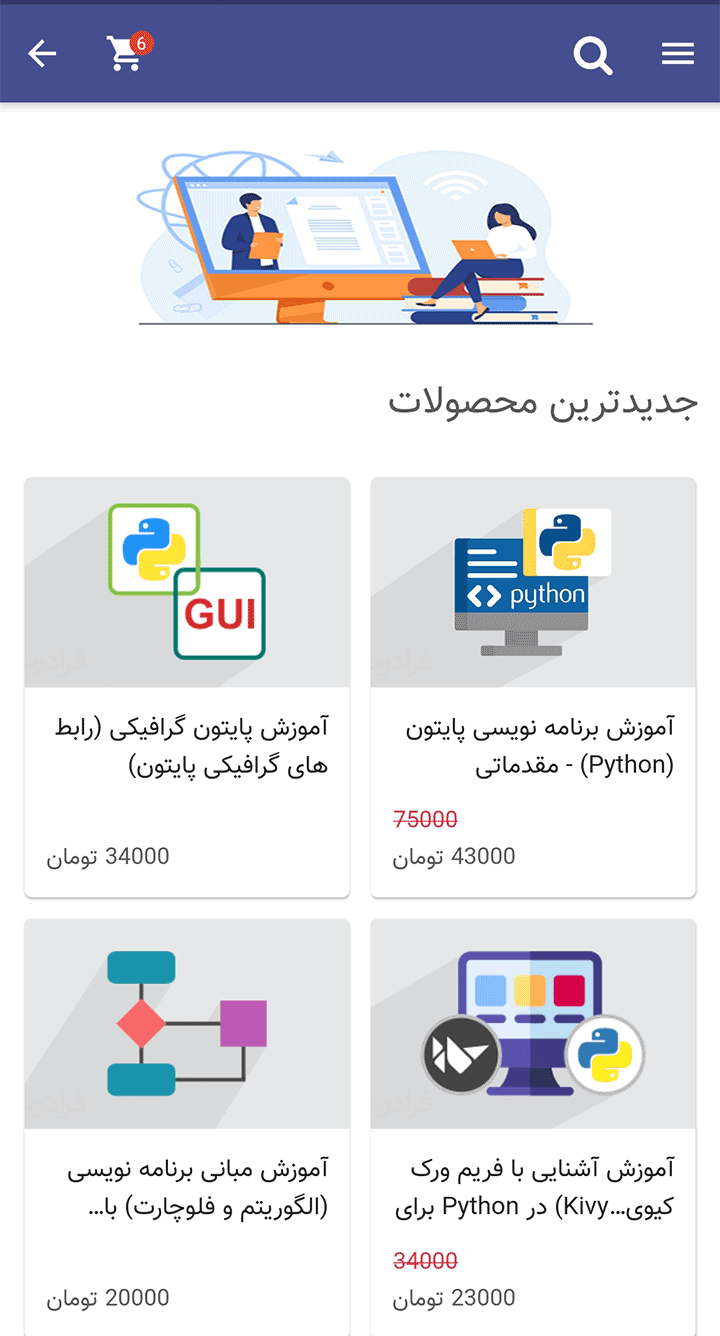 6
جدیدترین محصولات
python
آموزش برنامه نویسی پایتون
(Python) - مقدماتی
75000
43000 تومان
GUI
آموزش پایتون گرافیکی (رابط
های گرافیکی پایتون)
34000 تومان
آموزش آشنایی با فریم ورک
کیوی...Kivy) در Python برای
34000
23000 تومان
آموزش مبانی برنامه نویسی
(الگوریتم و فلوچارت) با...
20000 تومان